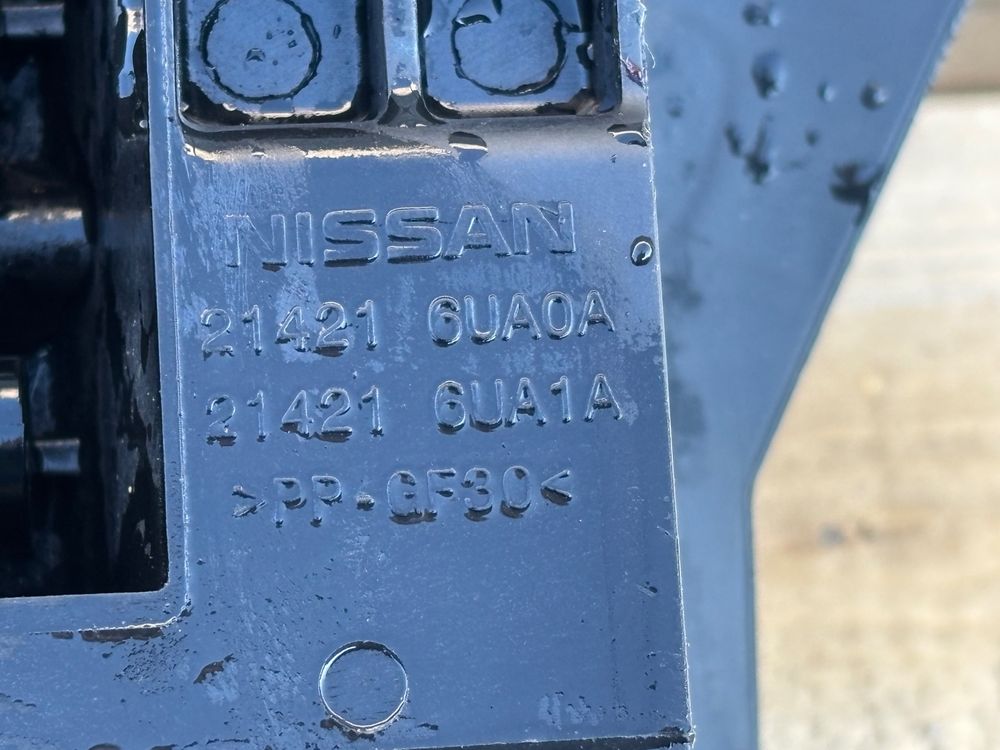 NISSAN
21421 6UA0A
21421 6UA1A
>PP-GF30<